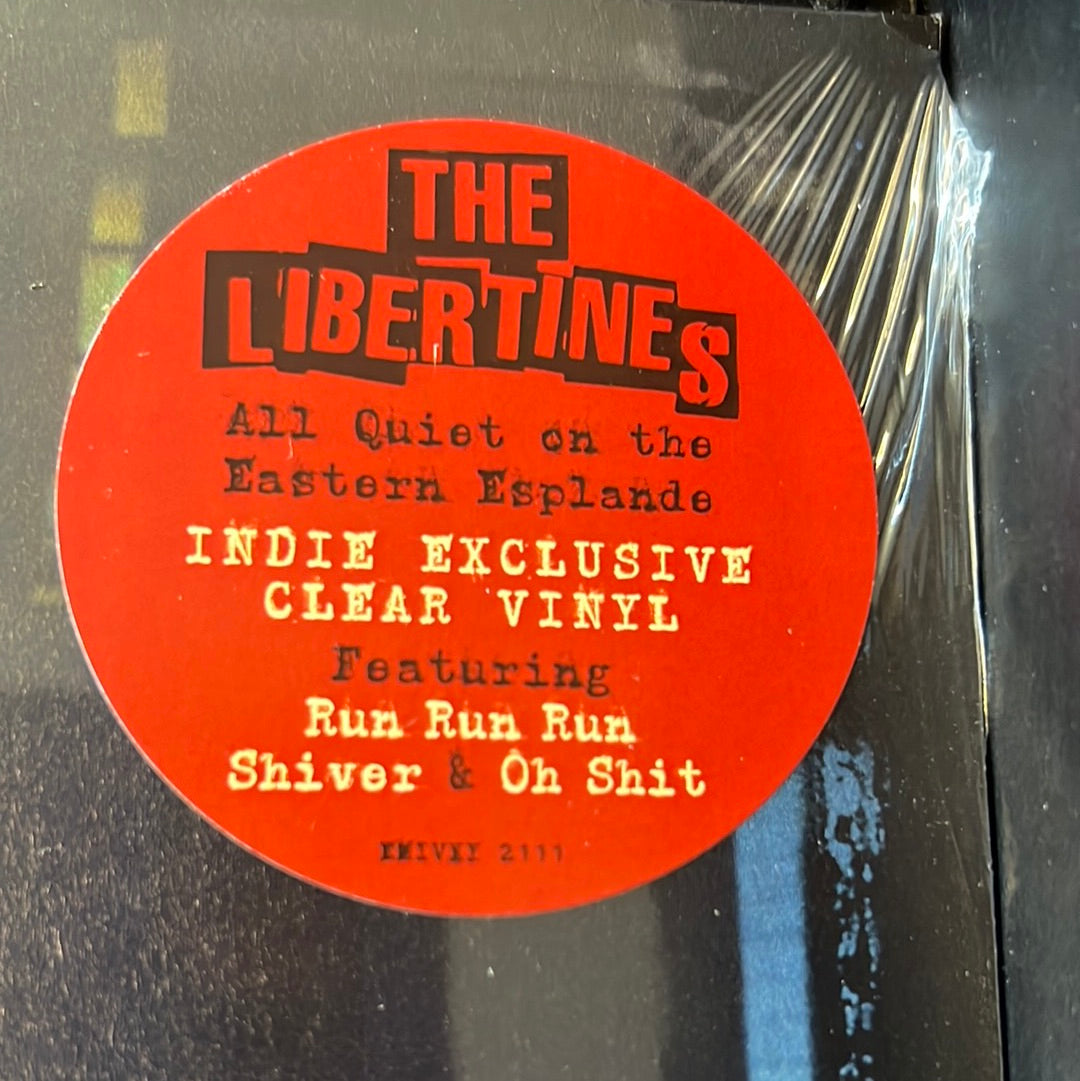 THE
LIBERTINES
All Quiet on the
Eastern Esplande
INDIE EXCLUSIVE
CLEAR VINYL
Featuring
Run Run Run
Shiver & Oh Shit
2111